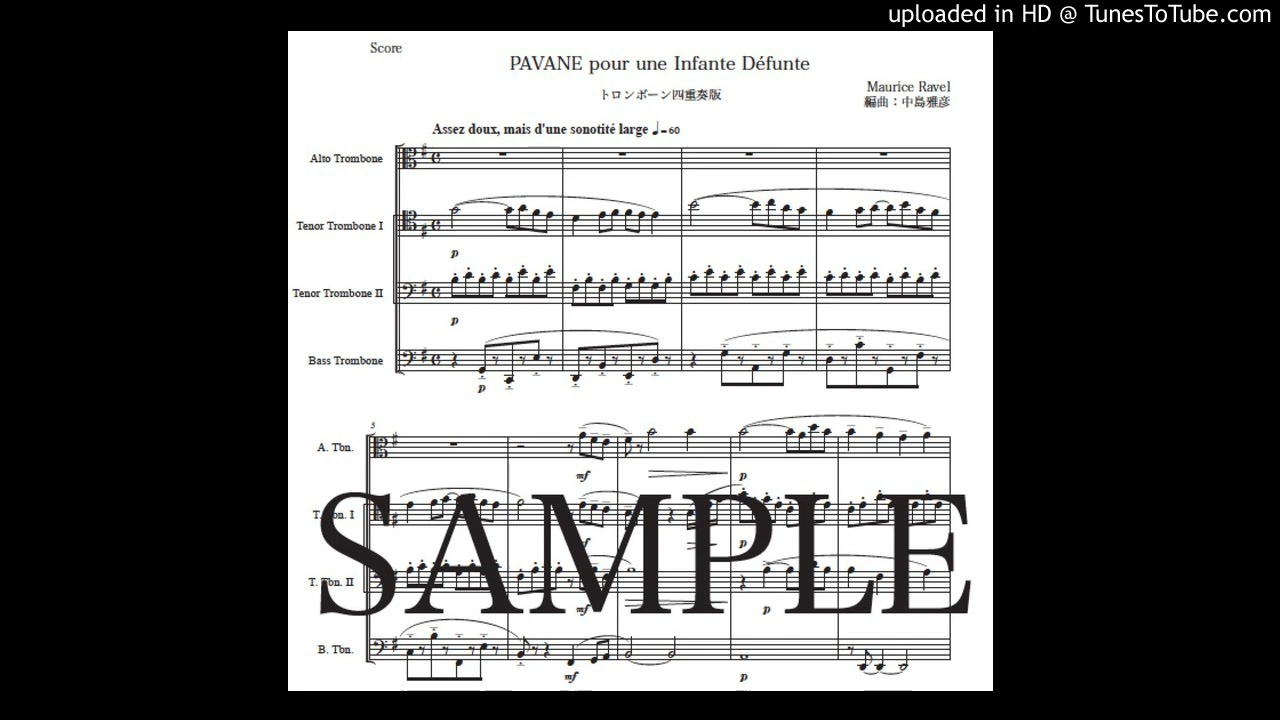 uploaded in HD @ TunesToTube.com
Score
PAVANE pour une Infante Défunte
トロンボーン四重奏版
Maurice Ravel
編曲：中島雅彦
Assez doux, mais d'une sonotité large ♩=60
Alto Trombone
Tenor Trombone I
p
Tenor Trombone II
p
Bass Trombone
p
5
A. Tbn.
mf
p
T. Tbn. I
mf
p
SAMPLE
T. Tbn. II
mf
p
B. Tbn.
mf
p